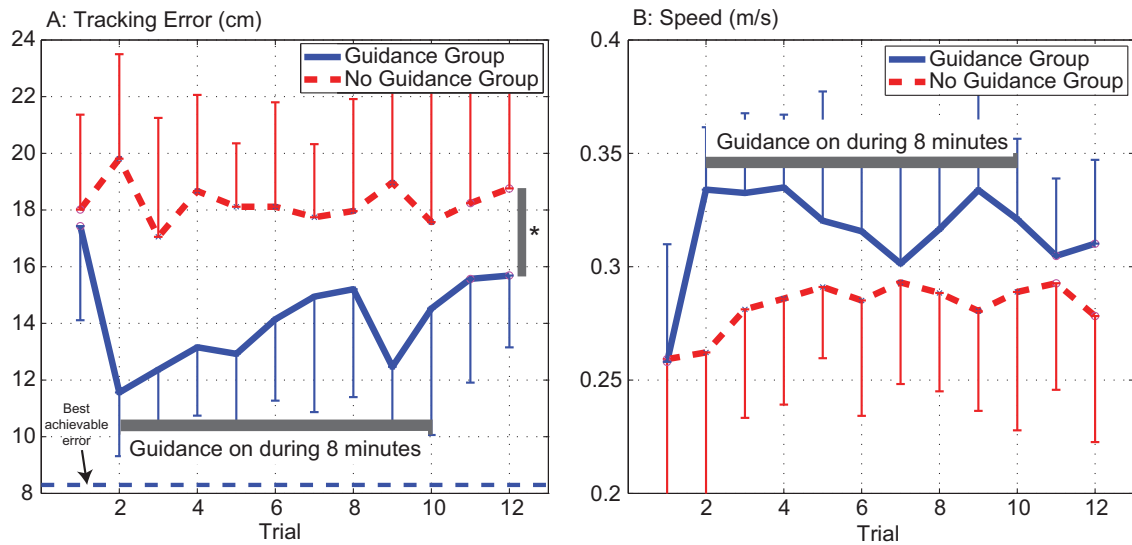 A: Tracking Error (cm)
24
22
20
18
16
14
12
10
8
2
4
6
8
10
12
Trial
Guidance Group
No Guidance Group
*
Guidance on during 8 minutes
Best
achievable
error
B: Speed (m/s)
0.4
0.35
0.3
0.25
0.2
2
4
6
8
10
12
Trial
Guidance Group
No Guidance Group
Guidance on during 8 minutes